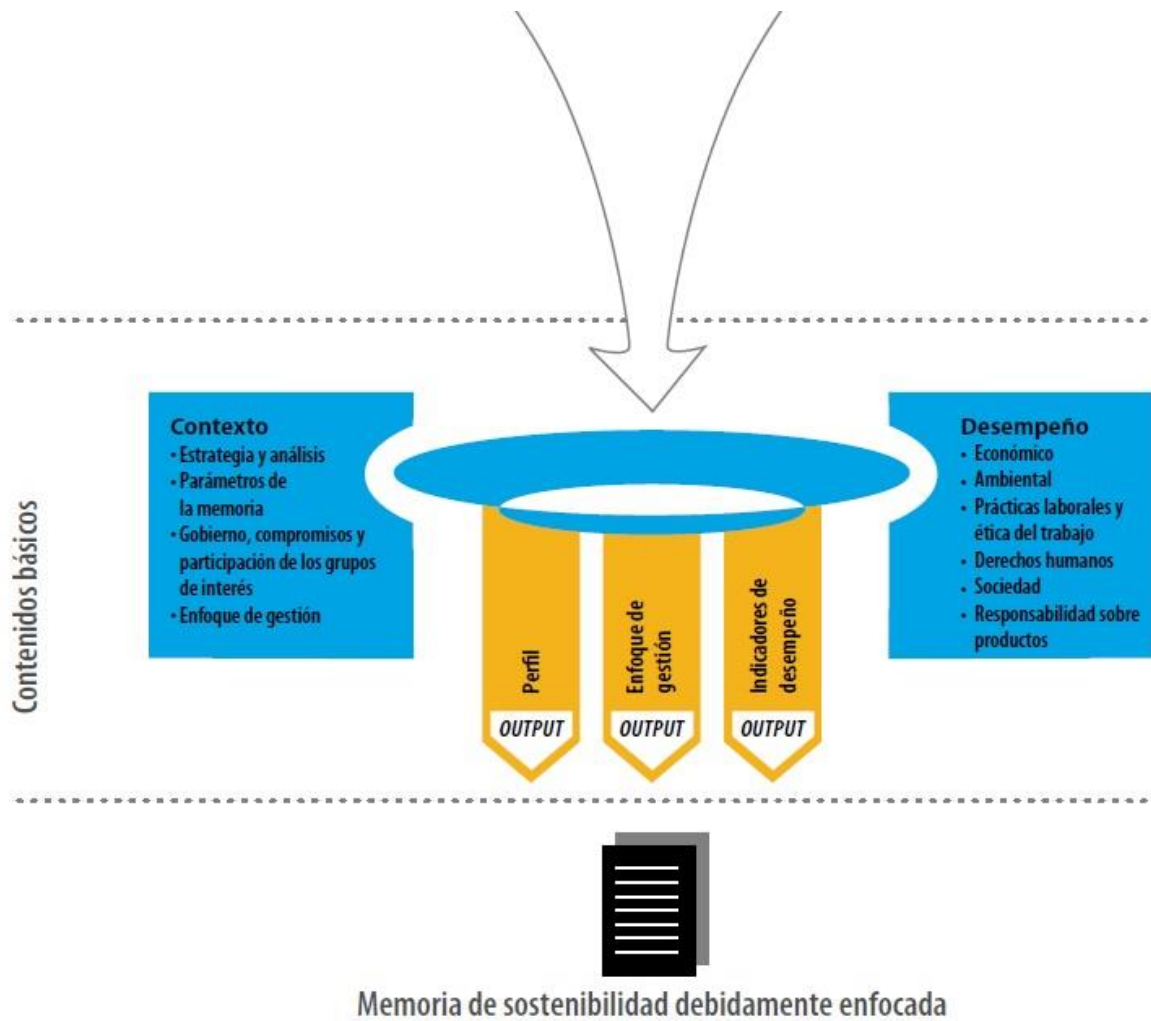 Contenidos básicos
Contexto
• Estrategia y análisis
• Parámetros de
la memoria
• Gobierno, compromisos y
participación de los grupos
de interés
• Enfoque de gestión
Perfil
OUTPUT
Enfoque de
gestión
OUTPUT
Indicadores de
desempeño
OUTPUT
Desempeño
• Económico
• Ambiental
• Prácticas laborales y
ética del trabajo
• Derechos humanos
• Sociedad
• Responsabilidad sobre
productos
Memoria de sostenibilidad debidamente enfocada